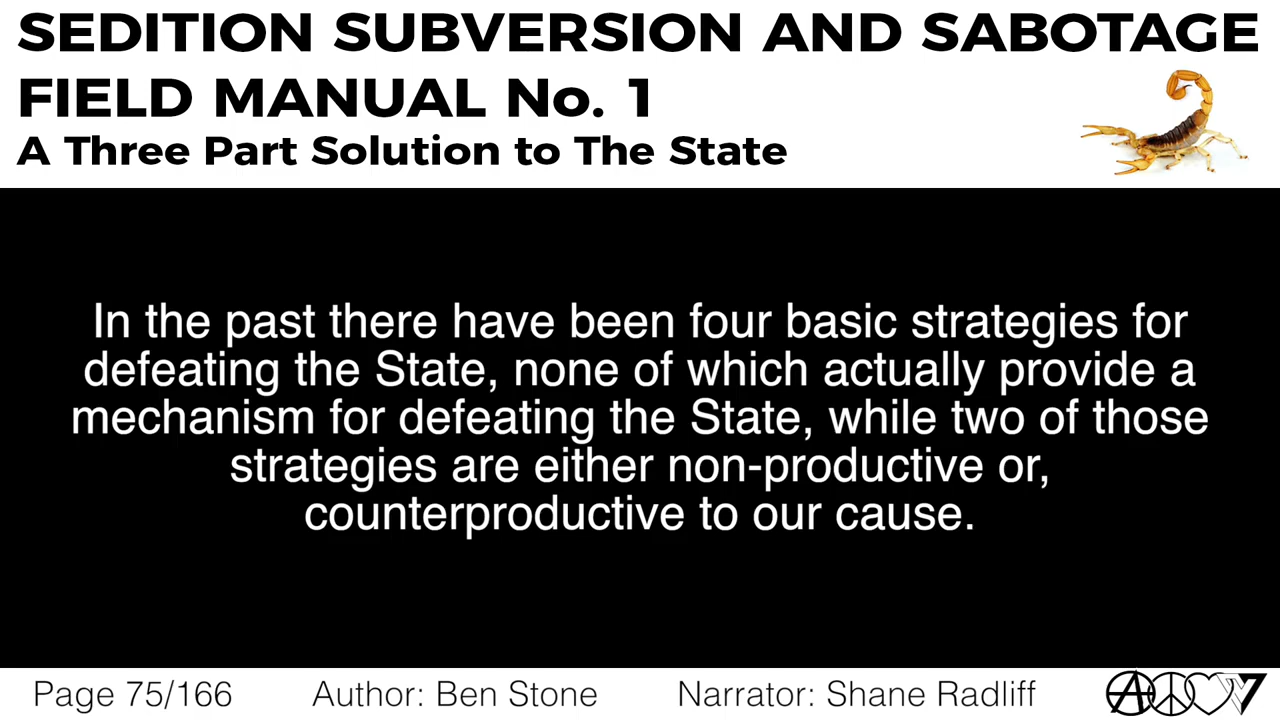 SEDITION SUBVERSION AND SABOTAGE
FIELD MANUAL No. 1
A Three Part Solution to The State
In the past there have been four basic strategies for
defeating the State, none of which actually provide a
mechanism for defeating the State, while two of those
strategies are either non-productive or,
counterproductive to our cause.
Page 75/166 Author: Ben Stone Narrator: Shane Radliff